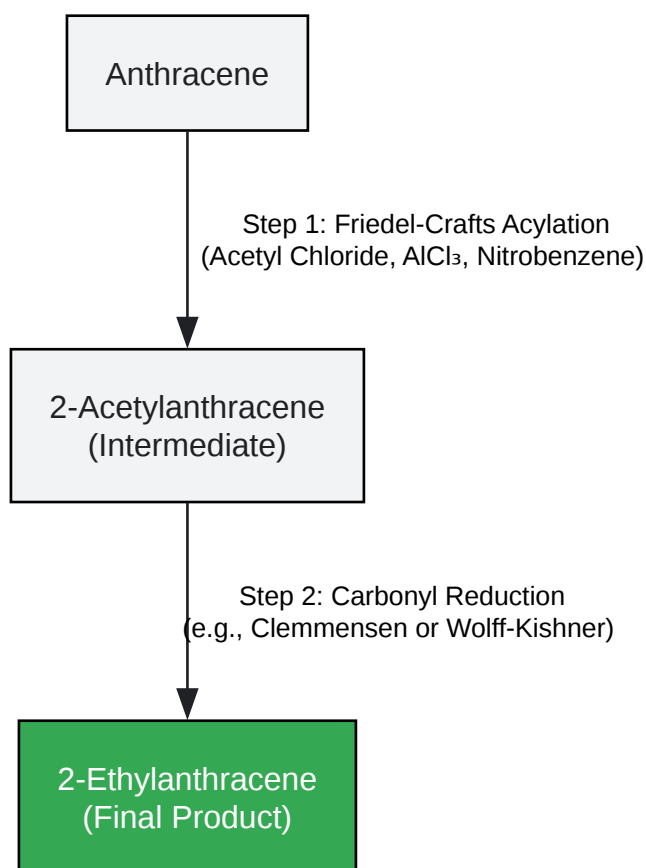 Anthracene
Step 1: Friedel-Crafts Acylation
(Acetyl Chloride, AlCl₃, Nitrobenzene)
2-Acetylanthracene
(Intermediate)
Step 2: Carbonyl Reduction
(e.g., Clemmensen or Wolff-Kishner)
2-Ethylanthracene
(Final Product)